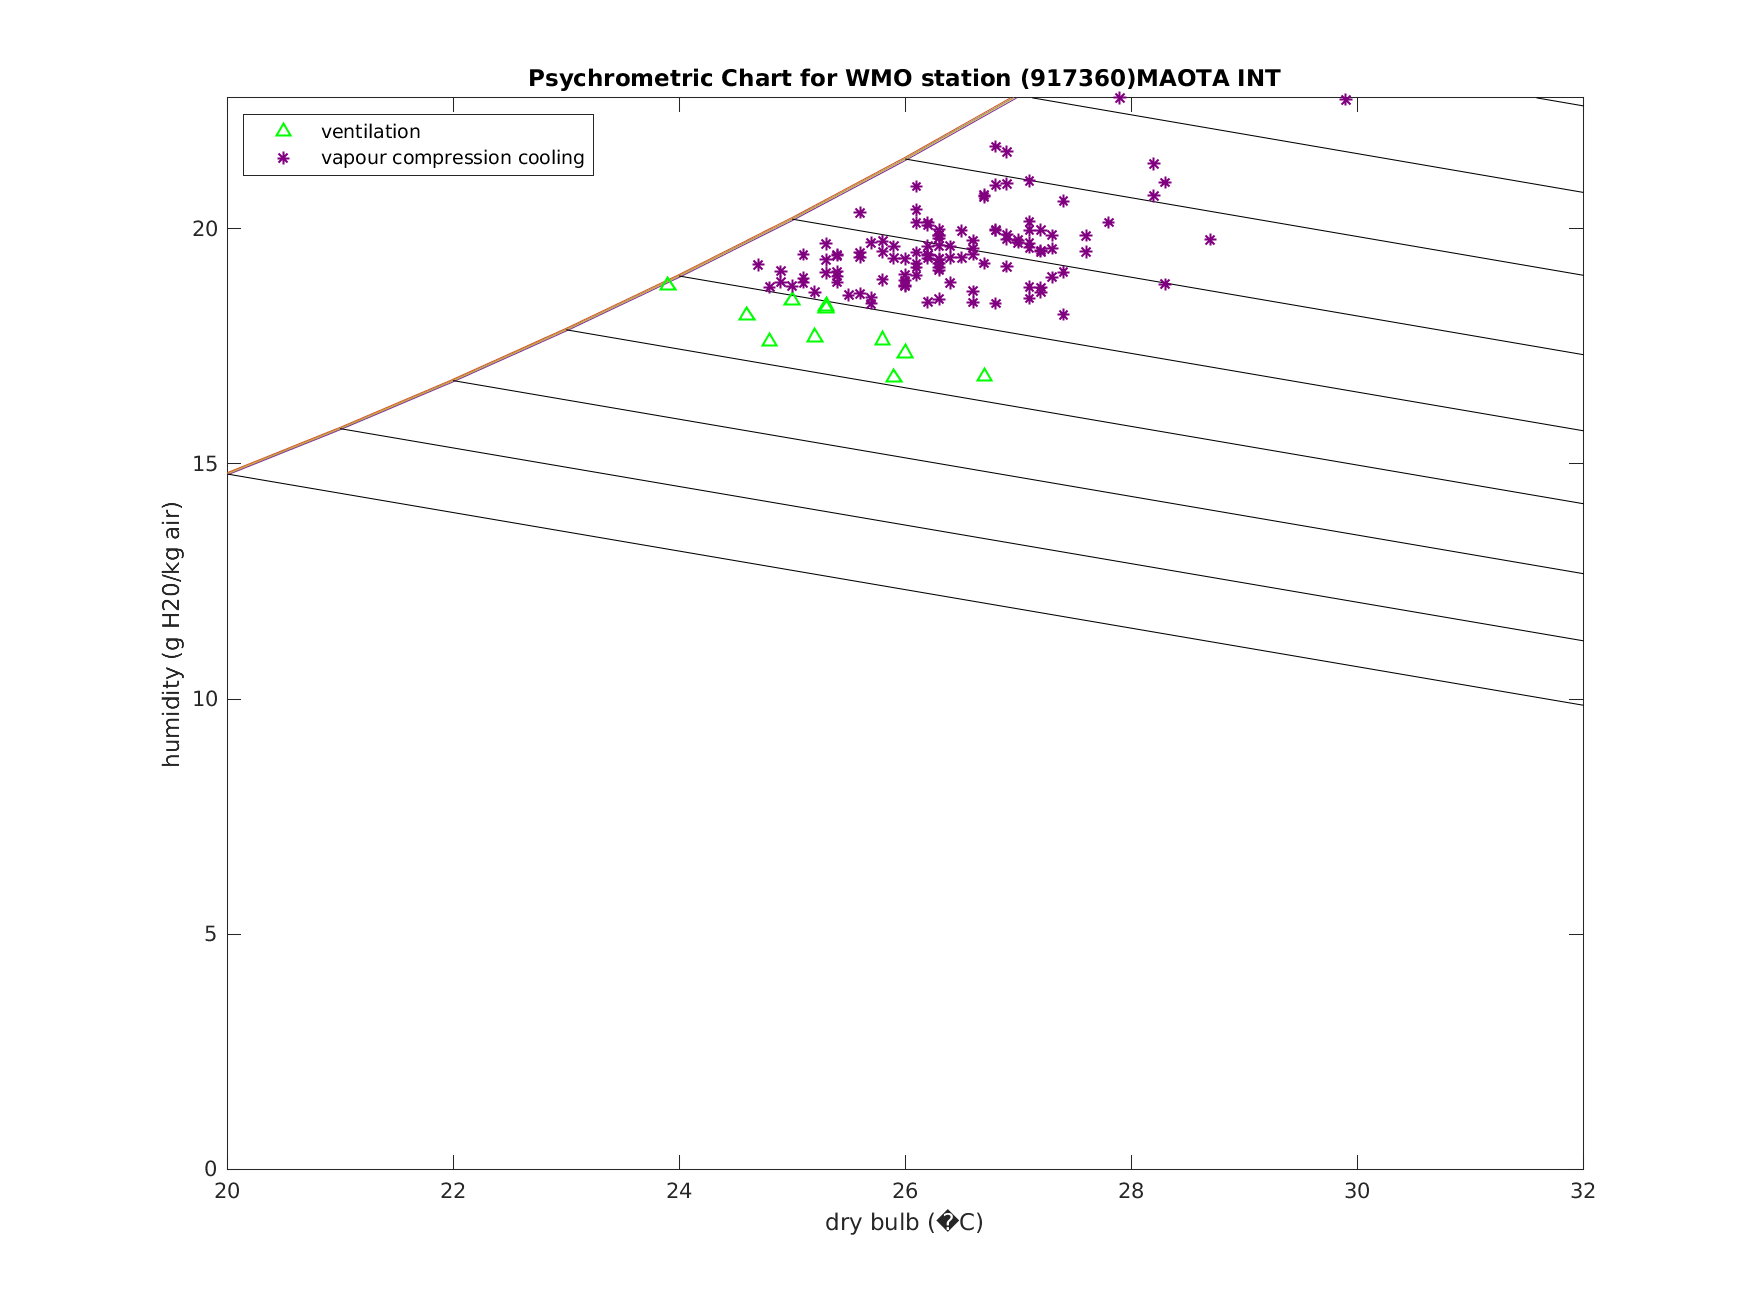 Psychrometric Chart for WMO station (917360)MAOTA INT
ventilation
vapour compression cooling
20
15
10
5
0
humidity (g H20/kg air)
20 22 24 26 28 30 32
dry bulb (�C)